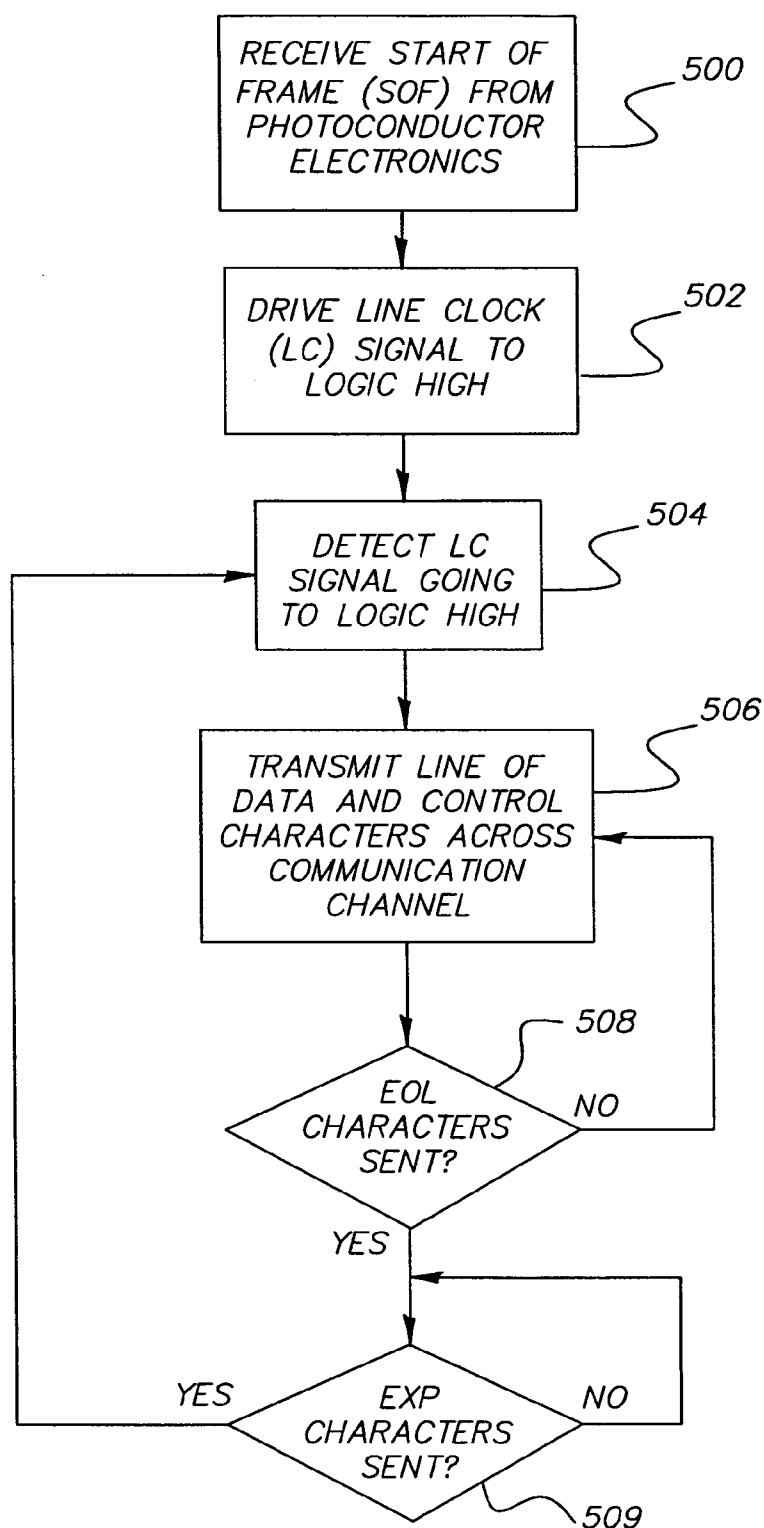 RECEIVE START OF
FRAME (SOF) FROM
PHOTOCONDUCTOR
ELECTRONICS
500
DRIVE LINE CLOCK
(LC) SIGNAL TO
LOGIC HIGH
502
DETECT LC
SIGNAL GOING
TO LOGIC HIGH
504
TRANSMIT LINE OF
DATA AND CONTROL
CHARACTERS ACROSS
COMMUNICATION
CHANNEL
506
EOL
CHARACTERS
SENT?
508
NO
YES
EXP
CHARACTERS
SENT?
YES
NO
509